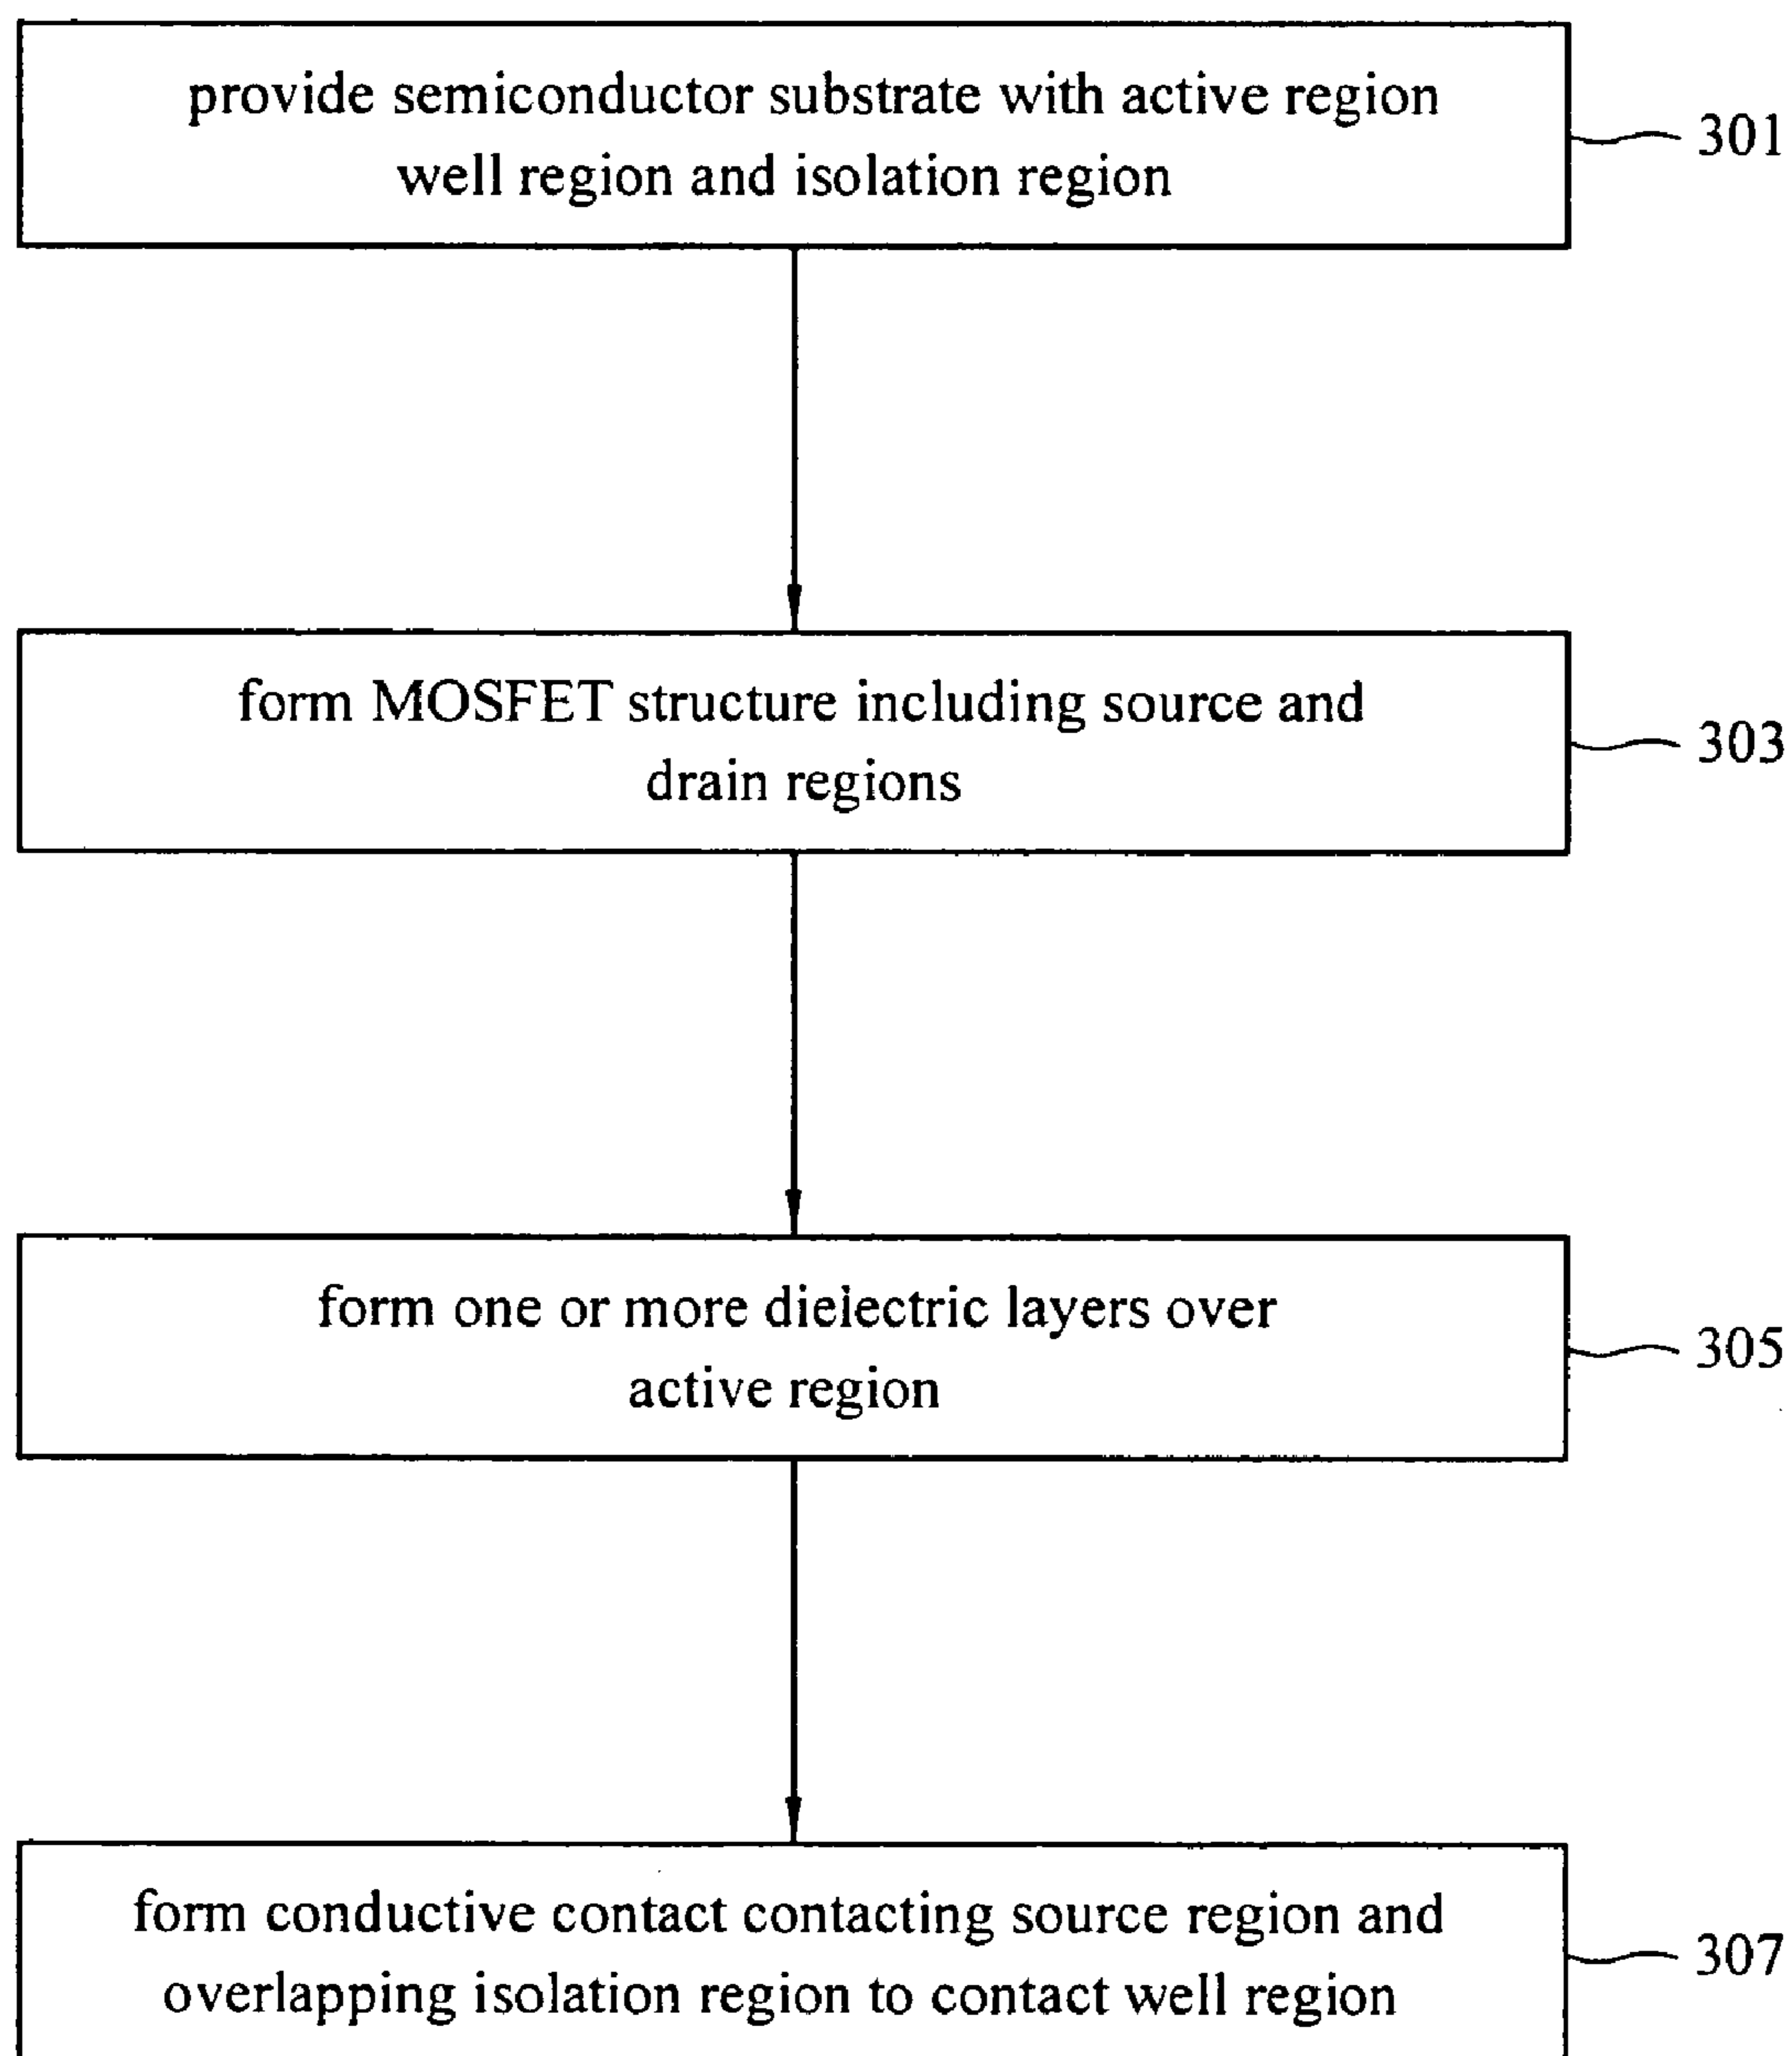 provide semiconductor substrate with active region
well region and isolation region
301
form MOSFET structure including source and
drain regions
303
form one or more dielectric layers over
active region
305
form conductive contact contacting source region and
overlapping isolation region to contact well region
307